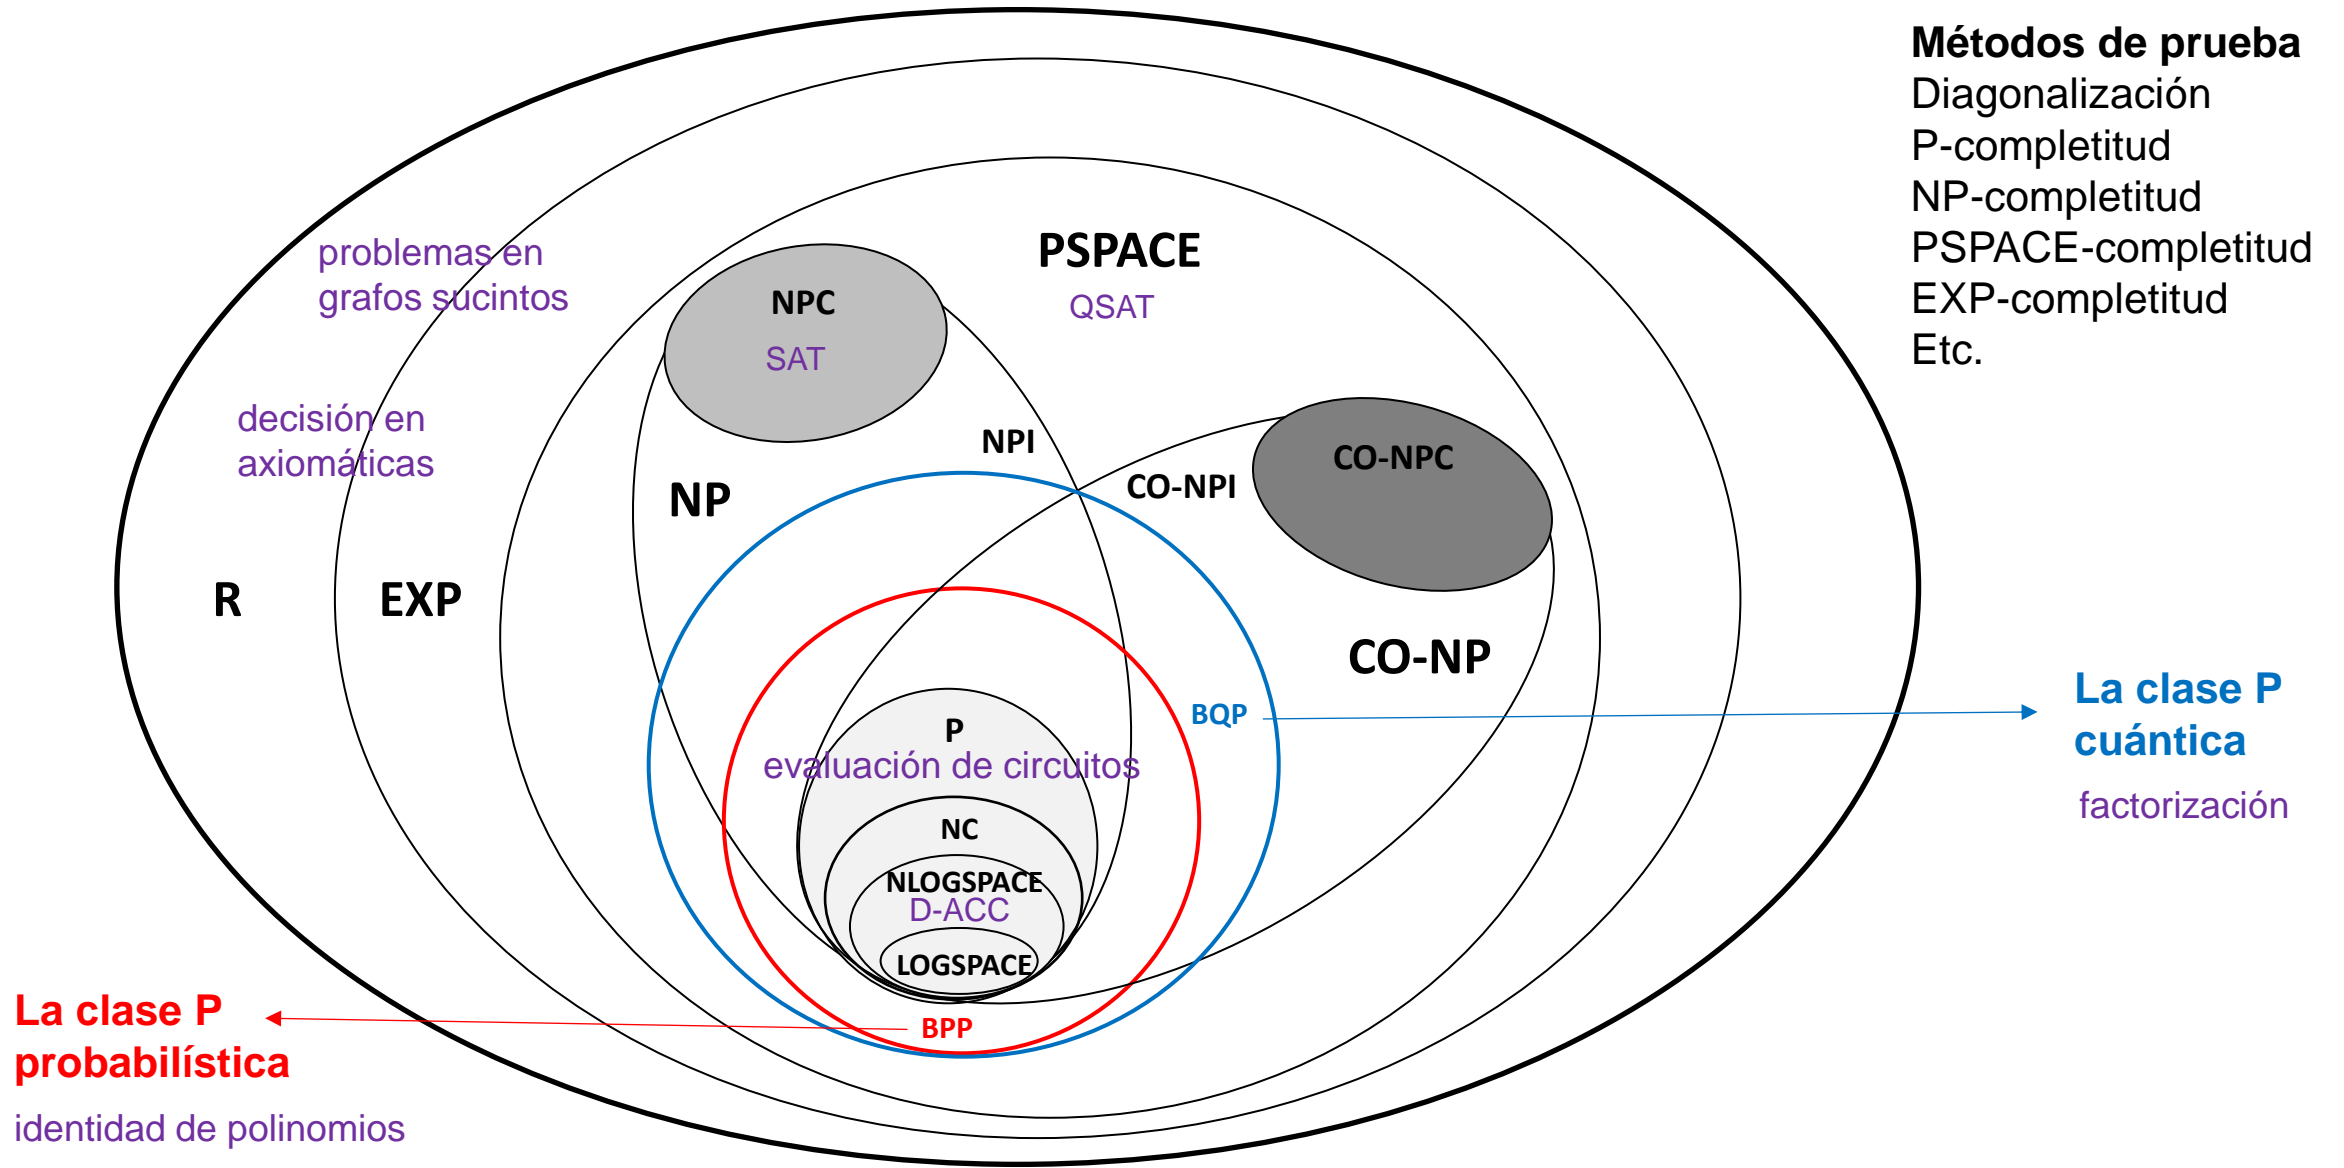 Métodos de prueba
Diagonalización
P-completitud
NP-completitud
PSPACE-completitud
EXP-completitud
Etc.
problemas en
grafos sucintos
decisión en
axiomáticas
R
EXP
PSPACE
QSAT
NPC
SAT
NPI
NP
CO-NPI
CO-NPC
CO-NP
BQP
La clase P
cuántica
factorización
P
evaluación de circuitos
NC
NLOGSPACE
D-ACC
LOGSPACE
BPP
La clase P
probabilística
identidad de polinomios